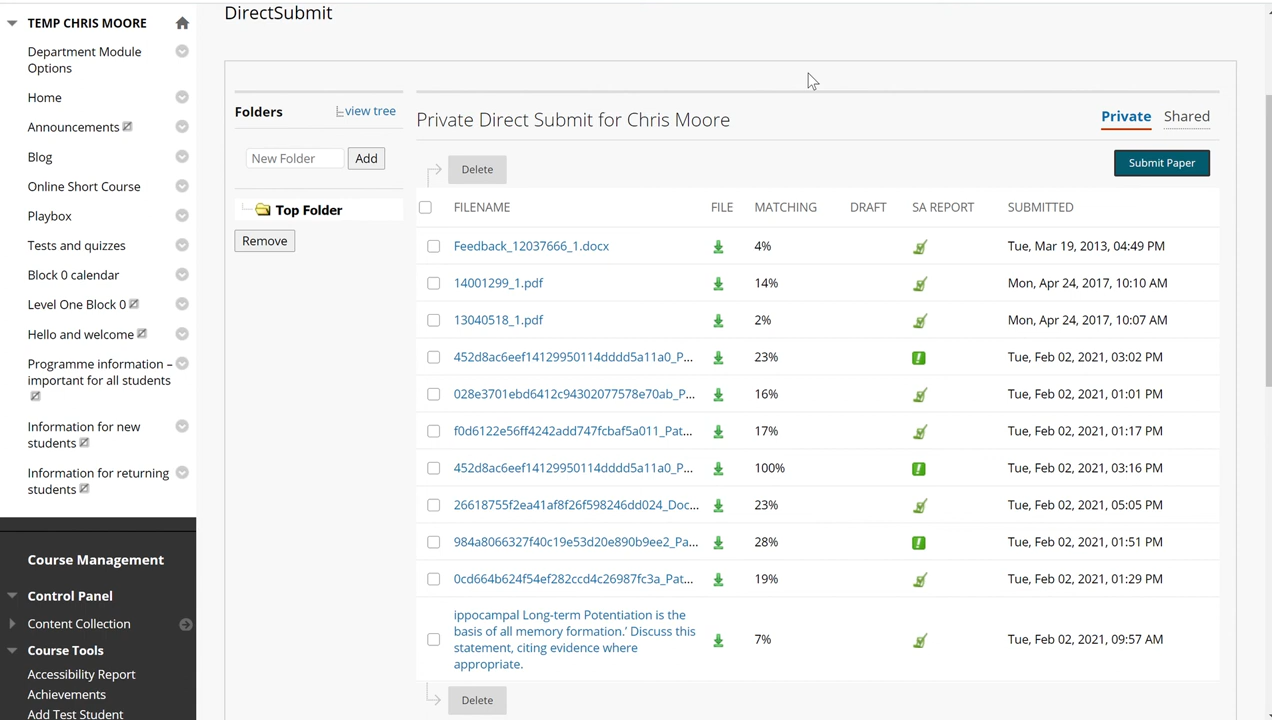 TEMP CHRIS MOORE
Department Module
Options
Home
Announcements
Blog
Online Short Course
Playbox
Tests and quizzes
Block 0 calendar
Level One Block 0
Hello and welcome
Programme information –
important for all students
Information for new
students
Information for returning
students
Course Management
Control Panel
Content Collection
Course Tools
Accessibility Report
Achievements
Add Test Student
DirectSubmit
Folders
view tree
New Folder
Add
Top Folder
Remove
Private Direct Submit for Chris Moore
Private
Shared
Delete
Submit Paper
FILENAME FILE MATCHING DRAFT SA REPORT SUBMITTED
Feedback_12037666_1.docx 4% Tue, Mar 19, 2013, 04:49 PM
14001299_1.pdf 14% Mon, Apr 24, 2017, 10:10 AM
13040518_1.pdf 2% Mon, Apr 24, 2017, 10:07 AM
452d8ac6eef14129950114dddd5a11a0_P... 23% Tue, Feb 02, 2021, 03:02 PM
028e3701ebd6412c94302077578e70ab_P... 16% Tue, Feb 02, 2021, 01:01 PM
f0d6122e56ff4242add747fcbaf5a011_Pat... 17% Tue, Feb 02, 2021, 01:17 PM
452d8ac6eef14129950114dddd5a11a0_P... 100% Tue, Feb 02, 2021, 03:16 PM
26618755f2ea41af8f26f598246dd024_Doc... 23% Tue, Feb 02, 2021, 05:05 PM
984a8066327f40c19e53d20e890b9ee2_Pa... 28% Tue, Feb 02, 2021, 01:51 PM
0cd664b624f54ef282ccd4c26987fc3a_Pat... 19% Tue, Feb 02, 2021, 01:29 PM
ippocampal Long-term Potentiation is the
basis of all memory formation.' Discuss this
statement, citing evidence where
appropriate.
7% Tue, Feb 02, 2021, 09:57 AM
Delete